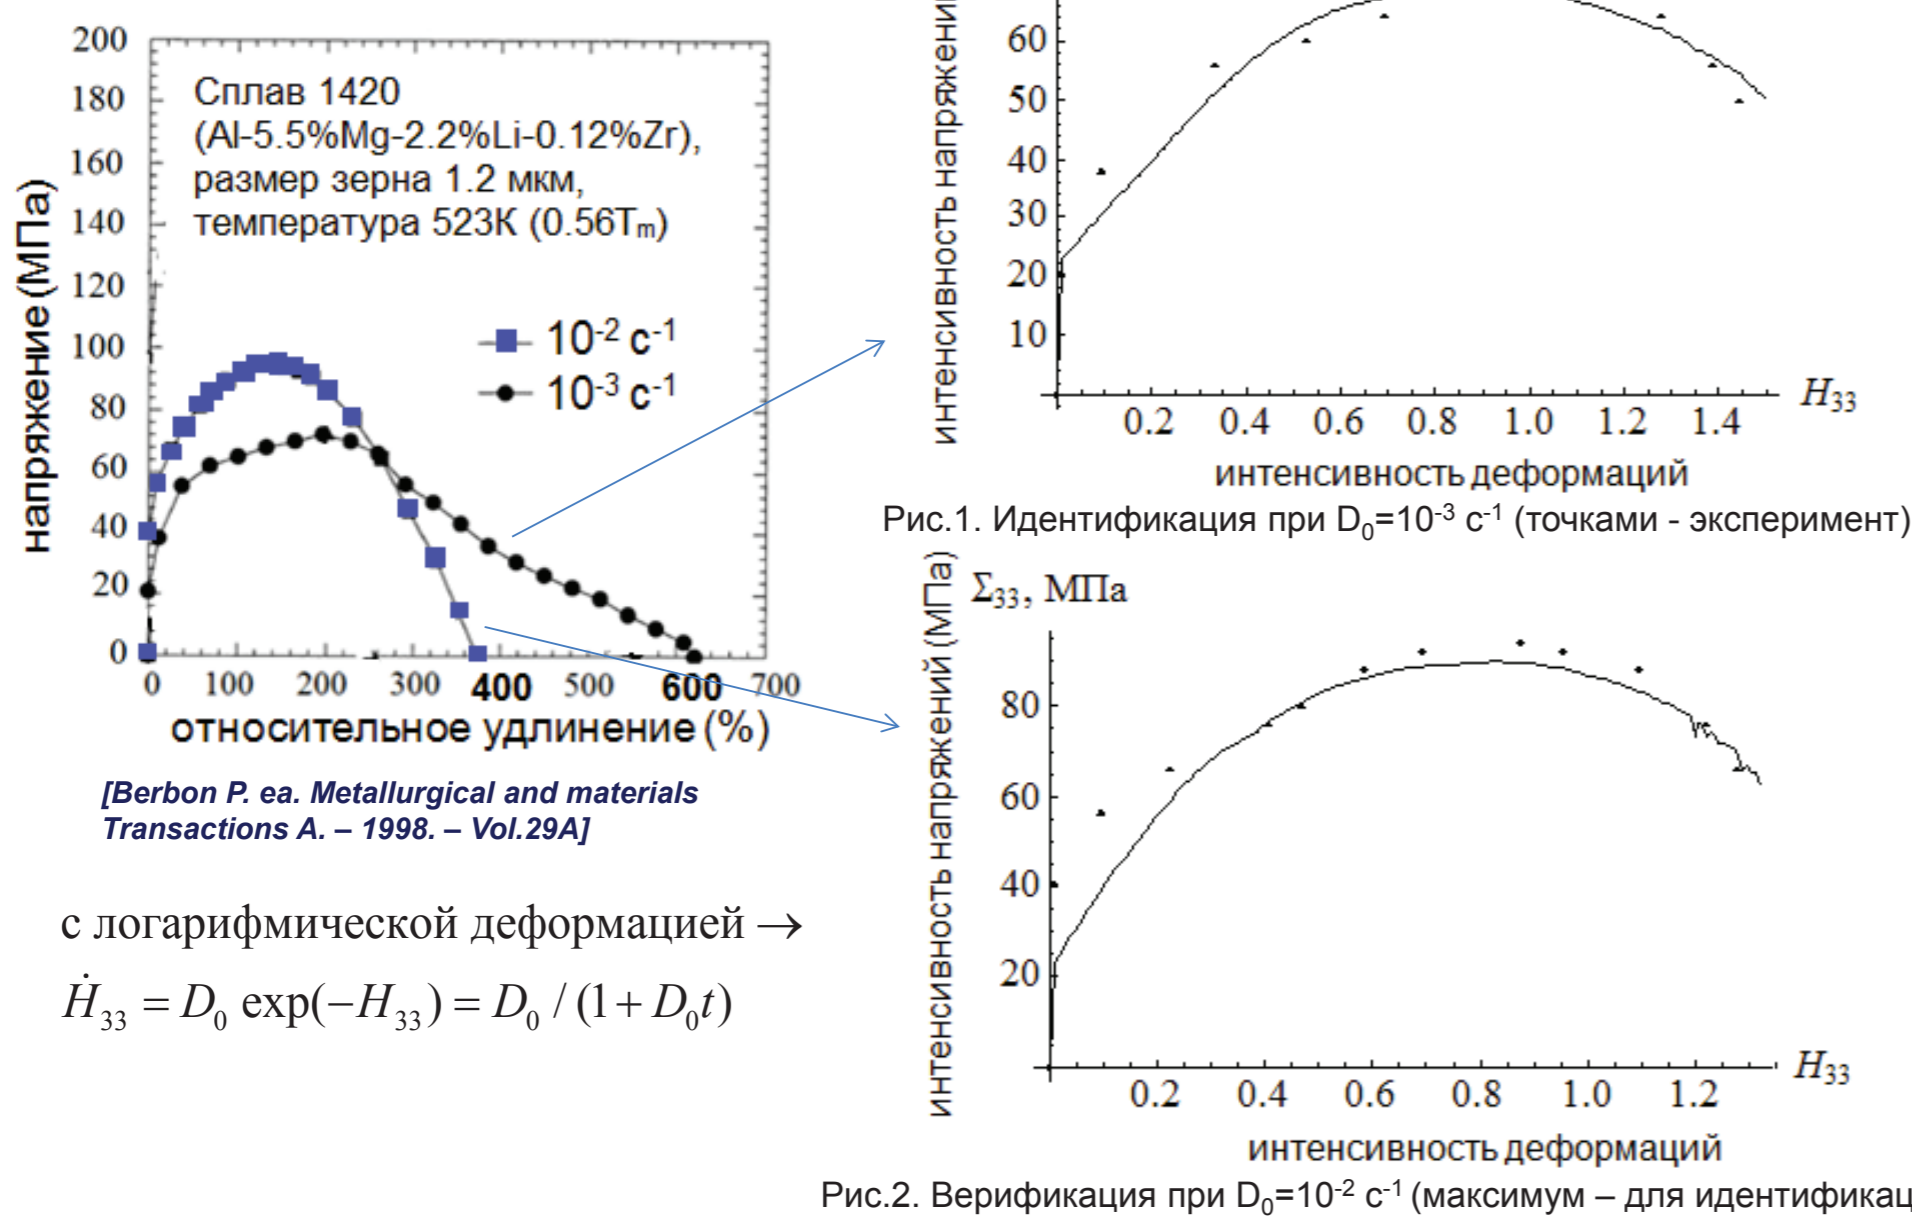 200
180
160
140
120
100
80
60
40
20
0
напряжение (МПа)
Сплав 1420
(Al-5.5%Mg-2.2%Li-0.12%Zr),
размер зерна 1.2 мкм,
температура 523К (0.56Tm)
10-2 c-1
10-3 c-1
0 100 200 300 400 500 600 700
относительное удлинение (%)
[Berbon P. ea. Metallurgical and materials
Transactions A. – 1998. – Vol.29A]
с логарифмической деформацией →
Ḣ33 = D0 exp(−H33) = D0 / (1 + D0t)
интенсивность
60
50
40
30
20
10
0.2 0.4 0.6 0.8 1.0 1.2 1.4
H33
интенсивность деформаций
Рис.1. Идентификация при D0=10-3 c-1 (точками - эксперимент)
Σ33, МПа
интенсивность напряжений (МПа)
80
60
40
20
0.2 0.4 0.6 0.8 1.0 1.2
H33
интенсивность деформаций
Рис.2. Верификация при D0=10-2 c-1 (максимум – для